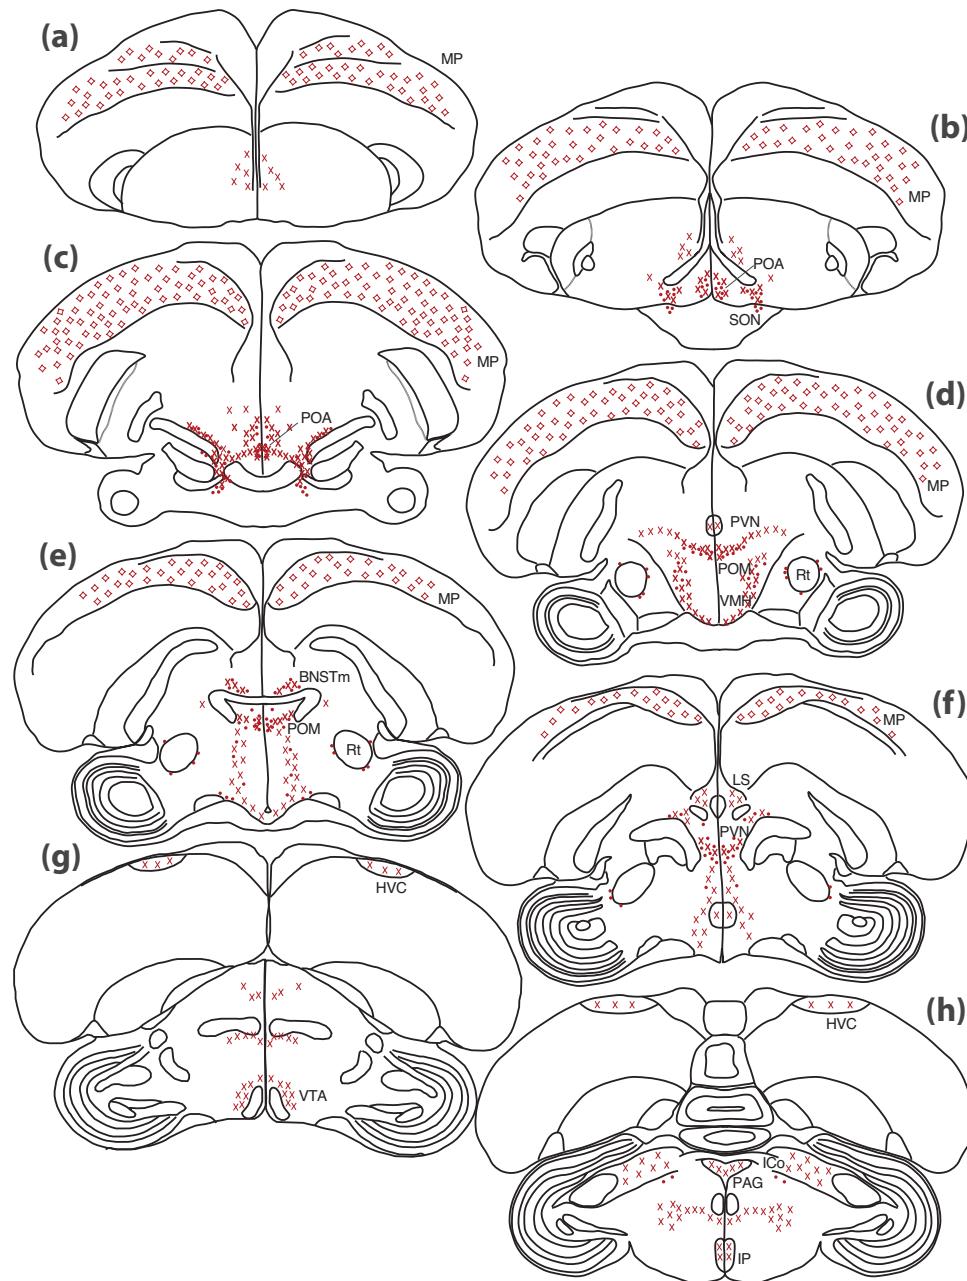 (a)
MP
(b)
MP
POA
SON
(c)
MP
POA
(d)
MP
PVN
POM
Rt
VMH
(e)
MP
BNSTm
POM
Rt
(f)
MP
LS
PVN
(g)
HVC
VTA
(h)
HVC
ICo
PAG
IP